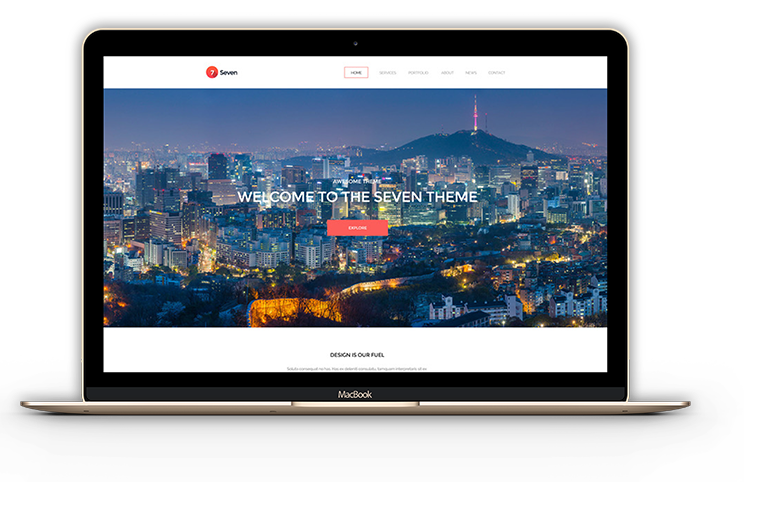 7 Seven
HOME SERVICES PORTFOLIO ABOUT NEWS CONTACT
AWESOME THEME
WELCOME TO THE SEVEN THEME
EXPLORE
DESIGN IS OUR FUEL
MacBook